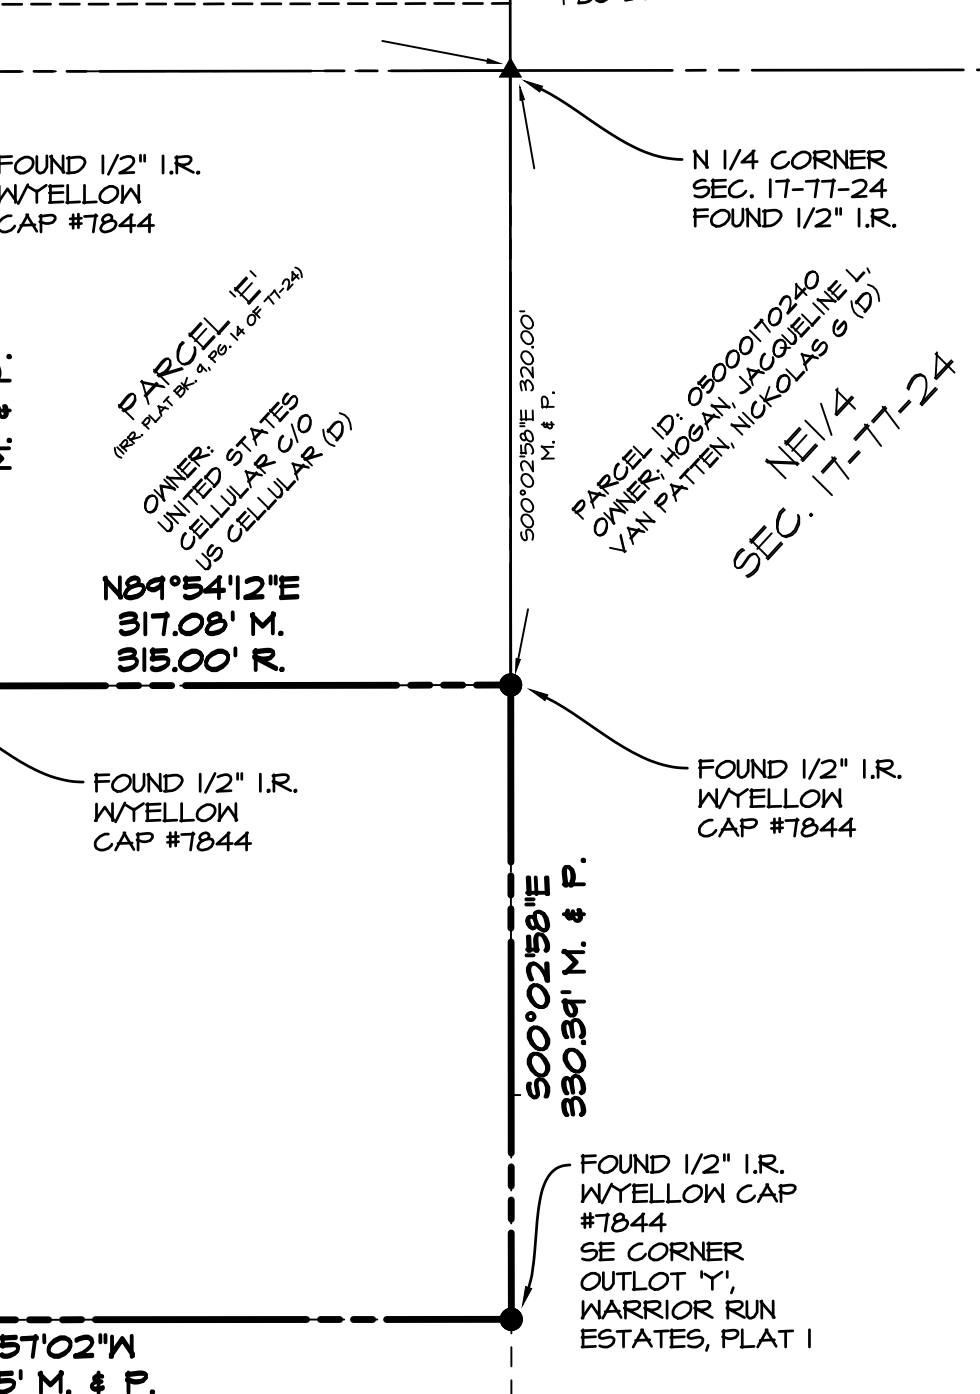 N 1/4 CORNER
SEC. 17-77-24
FOUND 1/2" I.R.
FOUND 1/2" I.R.
W/YELLOW
CAP #7844
M. & P.
PARCEL 'E'
(IRR. PLAT BK. 9, PG. 14 OF 77-24)
OWNER:
UNITED STATES
CELLULAR C/O
US CELLULAR (D)
S00°02'58"E 320.00'
M. & P.
PARCEL ID: 05000170240
OWNER: HOGAN, JACQUELINE L,
VAN PATTEN, NICKOLAS G (D)
NE1/4
SEC. 17-77-24
N89°54'12"E
317.08' M.
315.00' R.
FOUND 1/2" I.R.
W/YELLOW
CAP #7844
FOUND 1/2" I.R.
W/YELLOW
CAP #7844
S00°02'58"E
330.39' M. & P.
FOUND 1/2" I.R.
W/YELLOW CAP
#7844
SE CORNER
OUTLOT 'Y',
WARRIOR RUN
ESTATES, PLAT 1
57'02"W
5' M. & P.